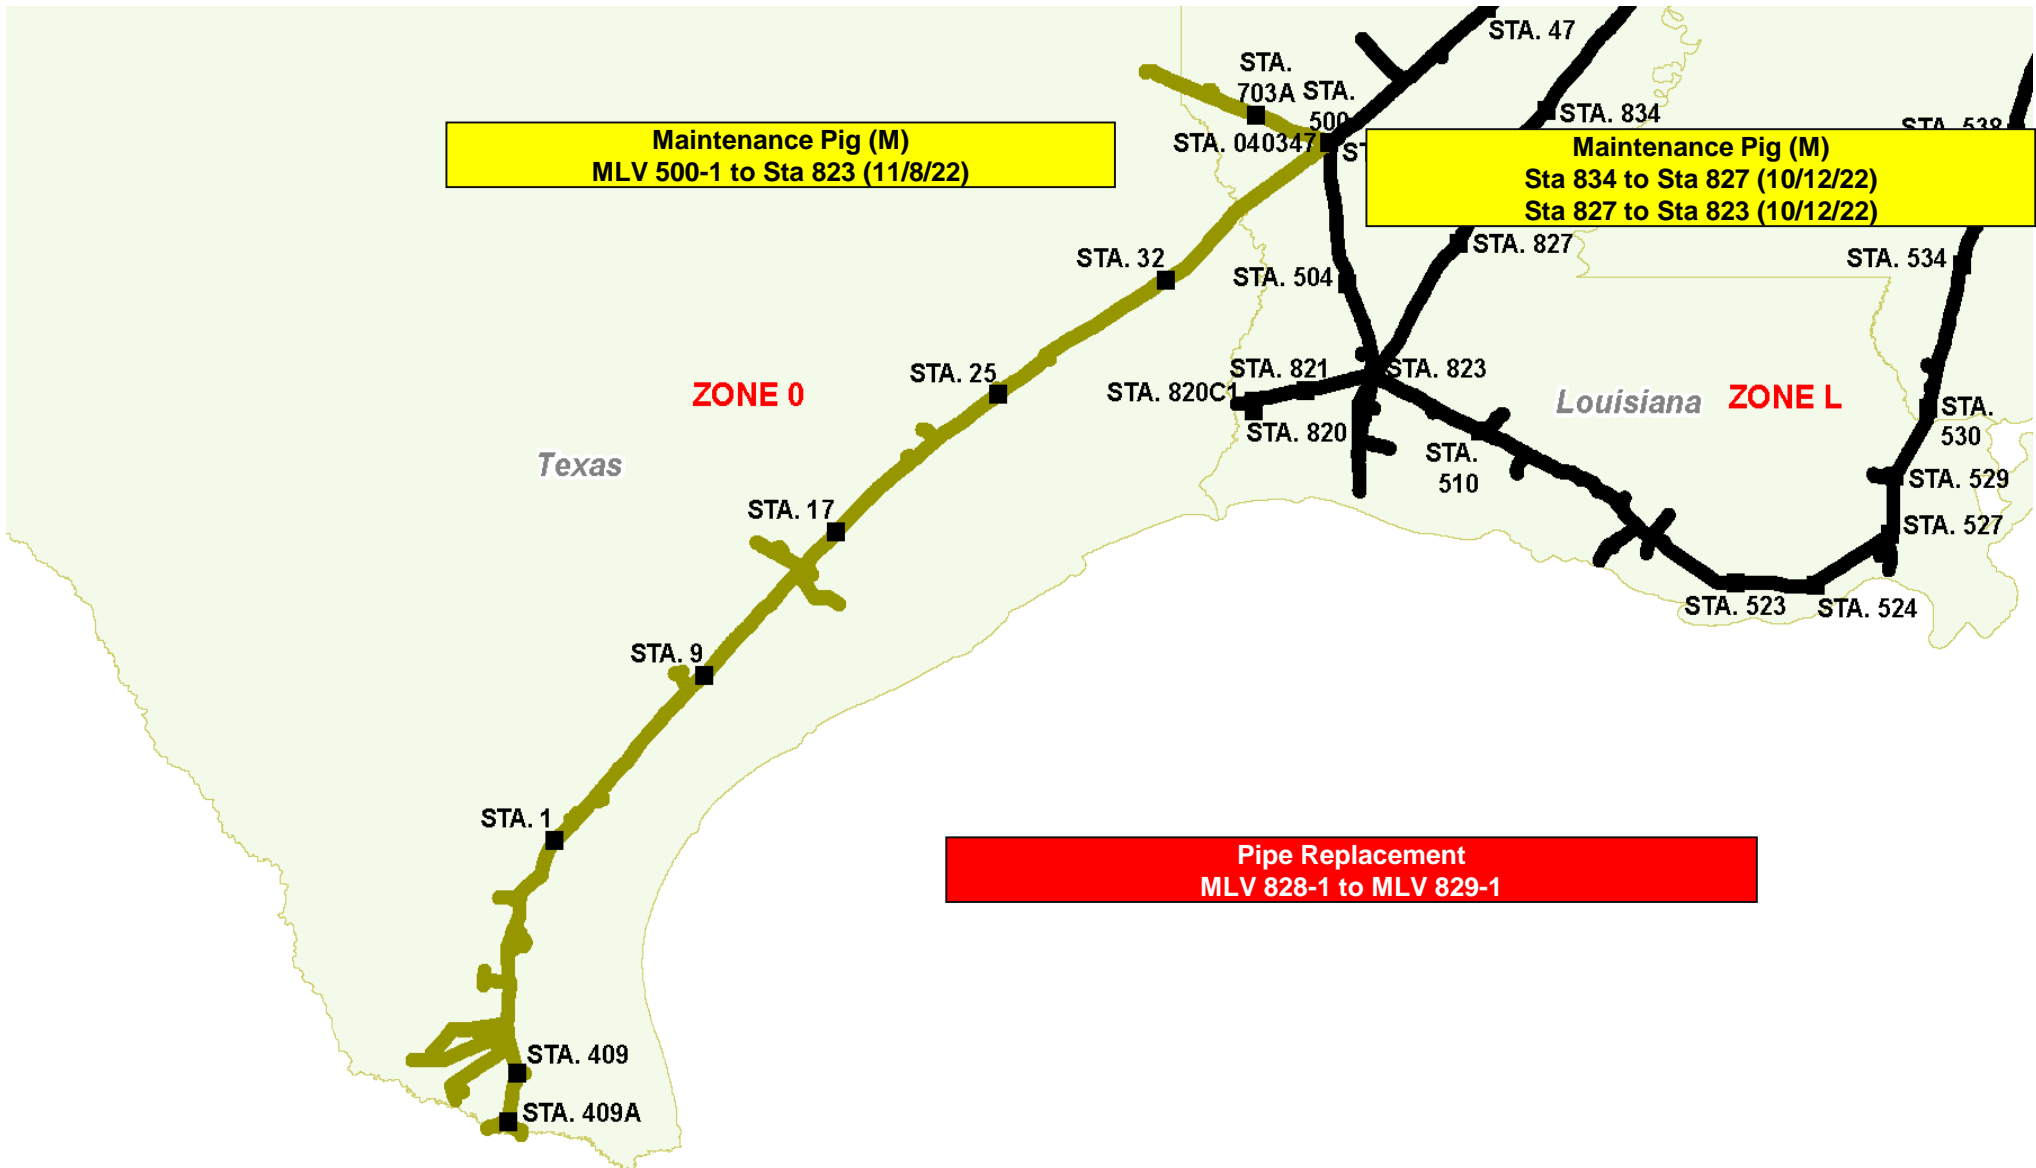 STA. 47
STA.
703A
STA.
500
STA. 834
STA. 538
STA. 040347
Maintenance Pig (M)
MLV 500-1 to Sta 823 (11/8/22)
Maintenance Pig (M)
Sta 834 to Sta 827 (10/12/22)
Sta 827 to Sta 823 (10/12/22)
STA. 827
STA. 32
STA. 504
STA. 534
STA. 25
STA. 821
STA. 823
STA. 820C1
ZONE 0
Louisiana
ZONE L
STA.
530
STA. 820
Texas
STA.
510
STA. 529
STA. 17
STA. 527
STA. 523
STA. 524
STA. 9
STA. 1
Pipe Replacement
MLV 828-1 to MLV 829-1
STA. 409
STA. 409A